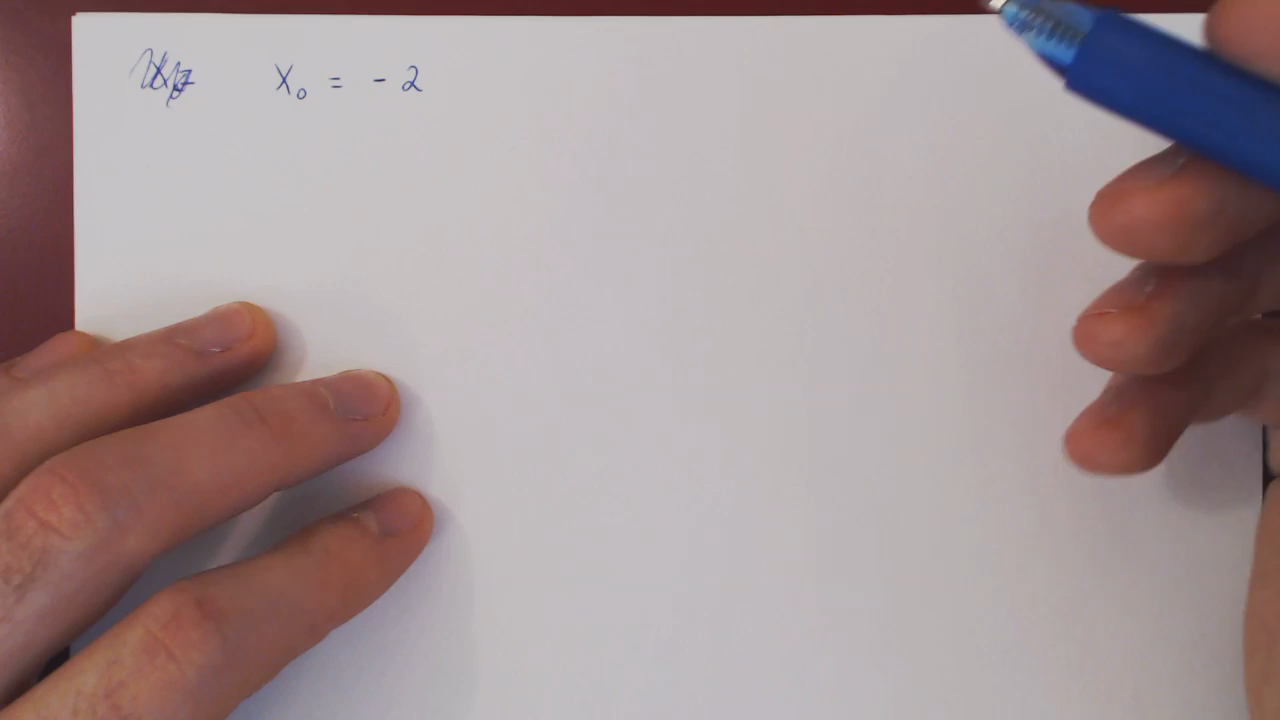 X₀ = - 2